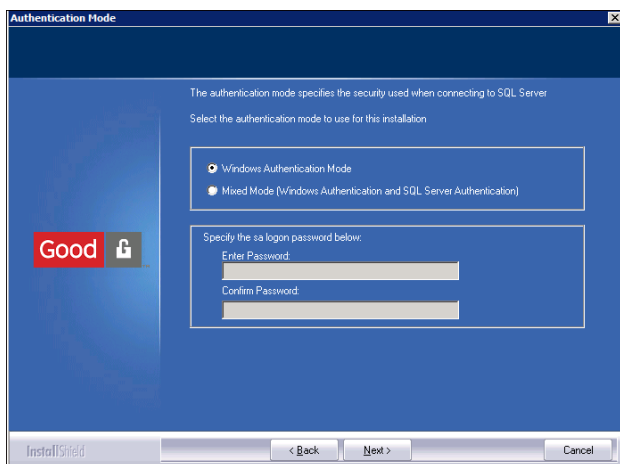 Authentication Mode
The authentication mode specifies the security used when connecting to SQL Server
Select the authentication mode to use for this installation
Windows Authentication Mode
Mixed Mode (Windows Authentication and SQL Server Authentication)
Good
Specify the sa logon password below:
Enter Password:
Confirm Password:
InstallShield
< Back
Next >
Cancel